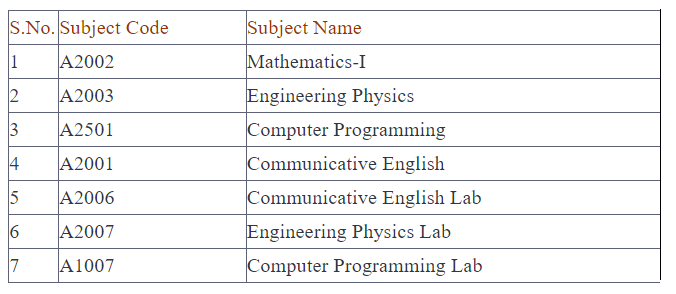 S.No. Subject Code Subject Name
1 A2002 Mathematics-I
2 A2003 Engineering Physics
3 A2501 Computer Programming
4 A2001 Communicative English
5 A2006 Communicative English Lab
6 A2007 Engineering Physics Lab
7 A1007 Computer Programming Lab